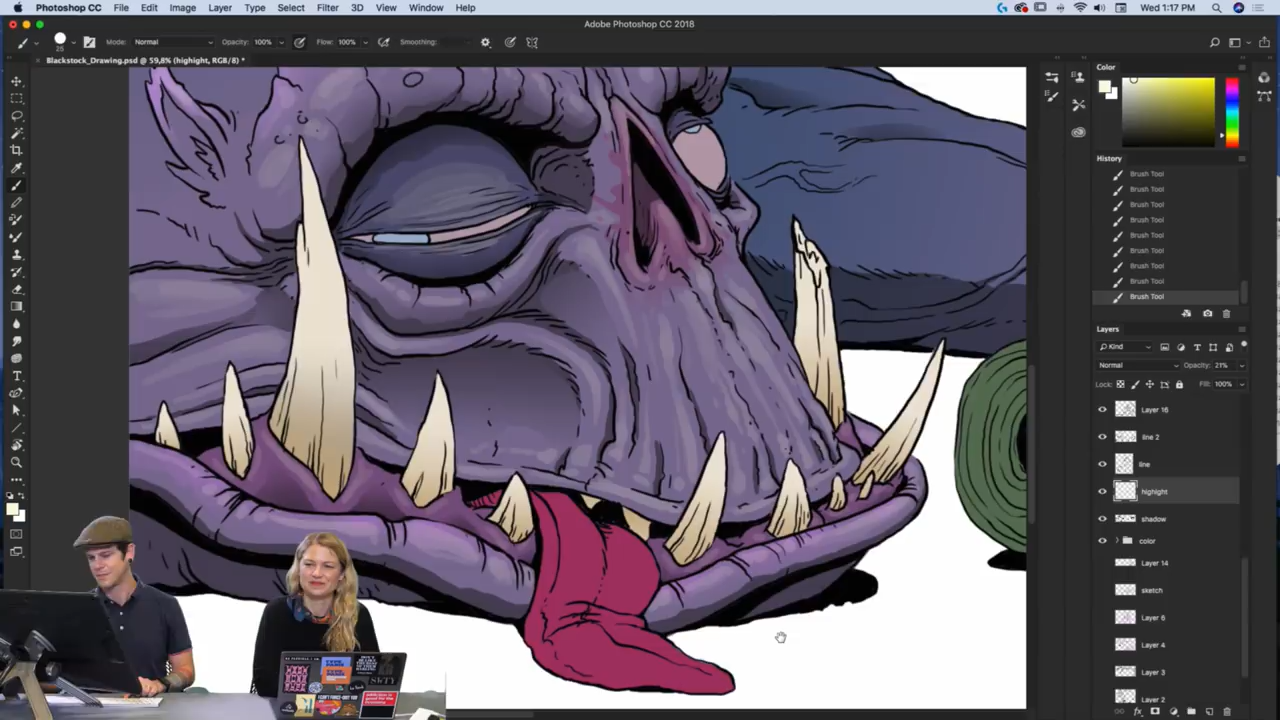 Photoshop CC File Edit Image Layer Type Select Filter 3D View Window Help Wed 1:17 PM
Adobe Photoshop CC 2018
25 Mode: Normal Opacity: 100% Flow: 100% Smoothing:
Blackstock_Drawing.psd @ 59,8% (highlight, RGB/8) *
Color
History
Brush Tool
Brush Tool
Brush Tool
Brush Tool
Brush Tool
Brush Tool
Brush Tool
Brush Tool
Brush Tool
Layers
Kind
Normal Opacity: 21%
Lock: Fill: 100%
Layer 16
line 2
line
highlight
shadow
color
Layer 14
sketch
Layer 6
Layer 4
Layer 3
Layer 2